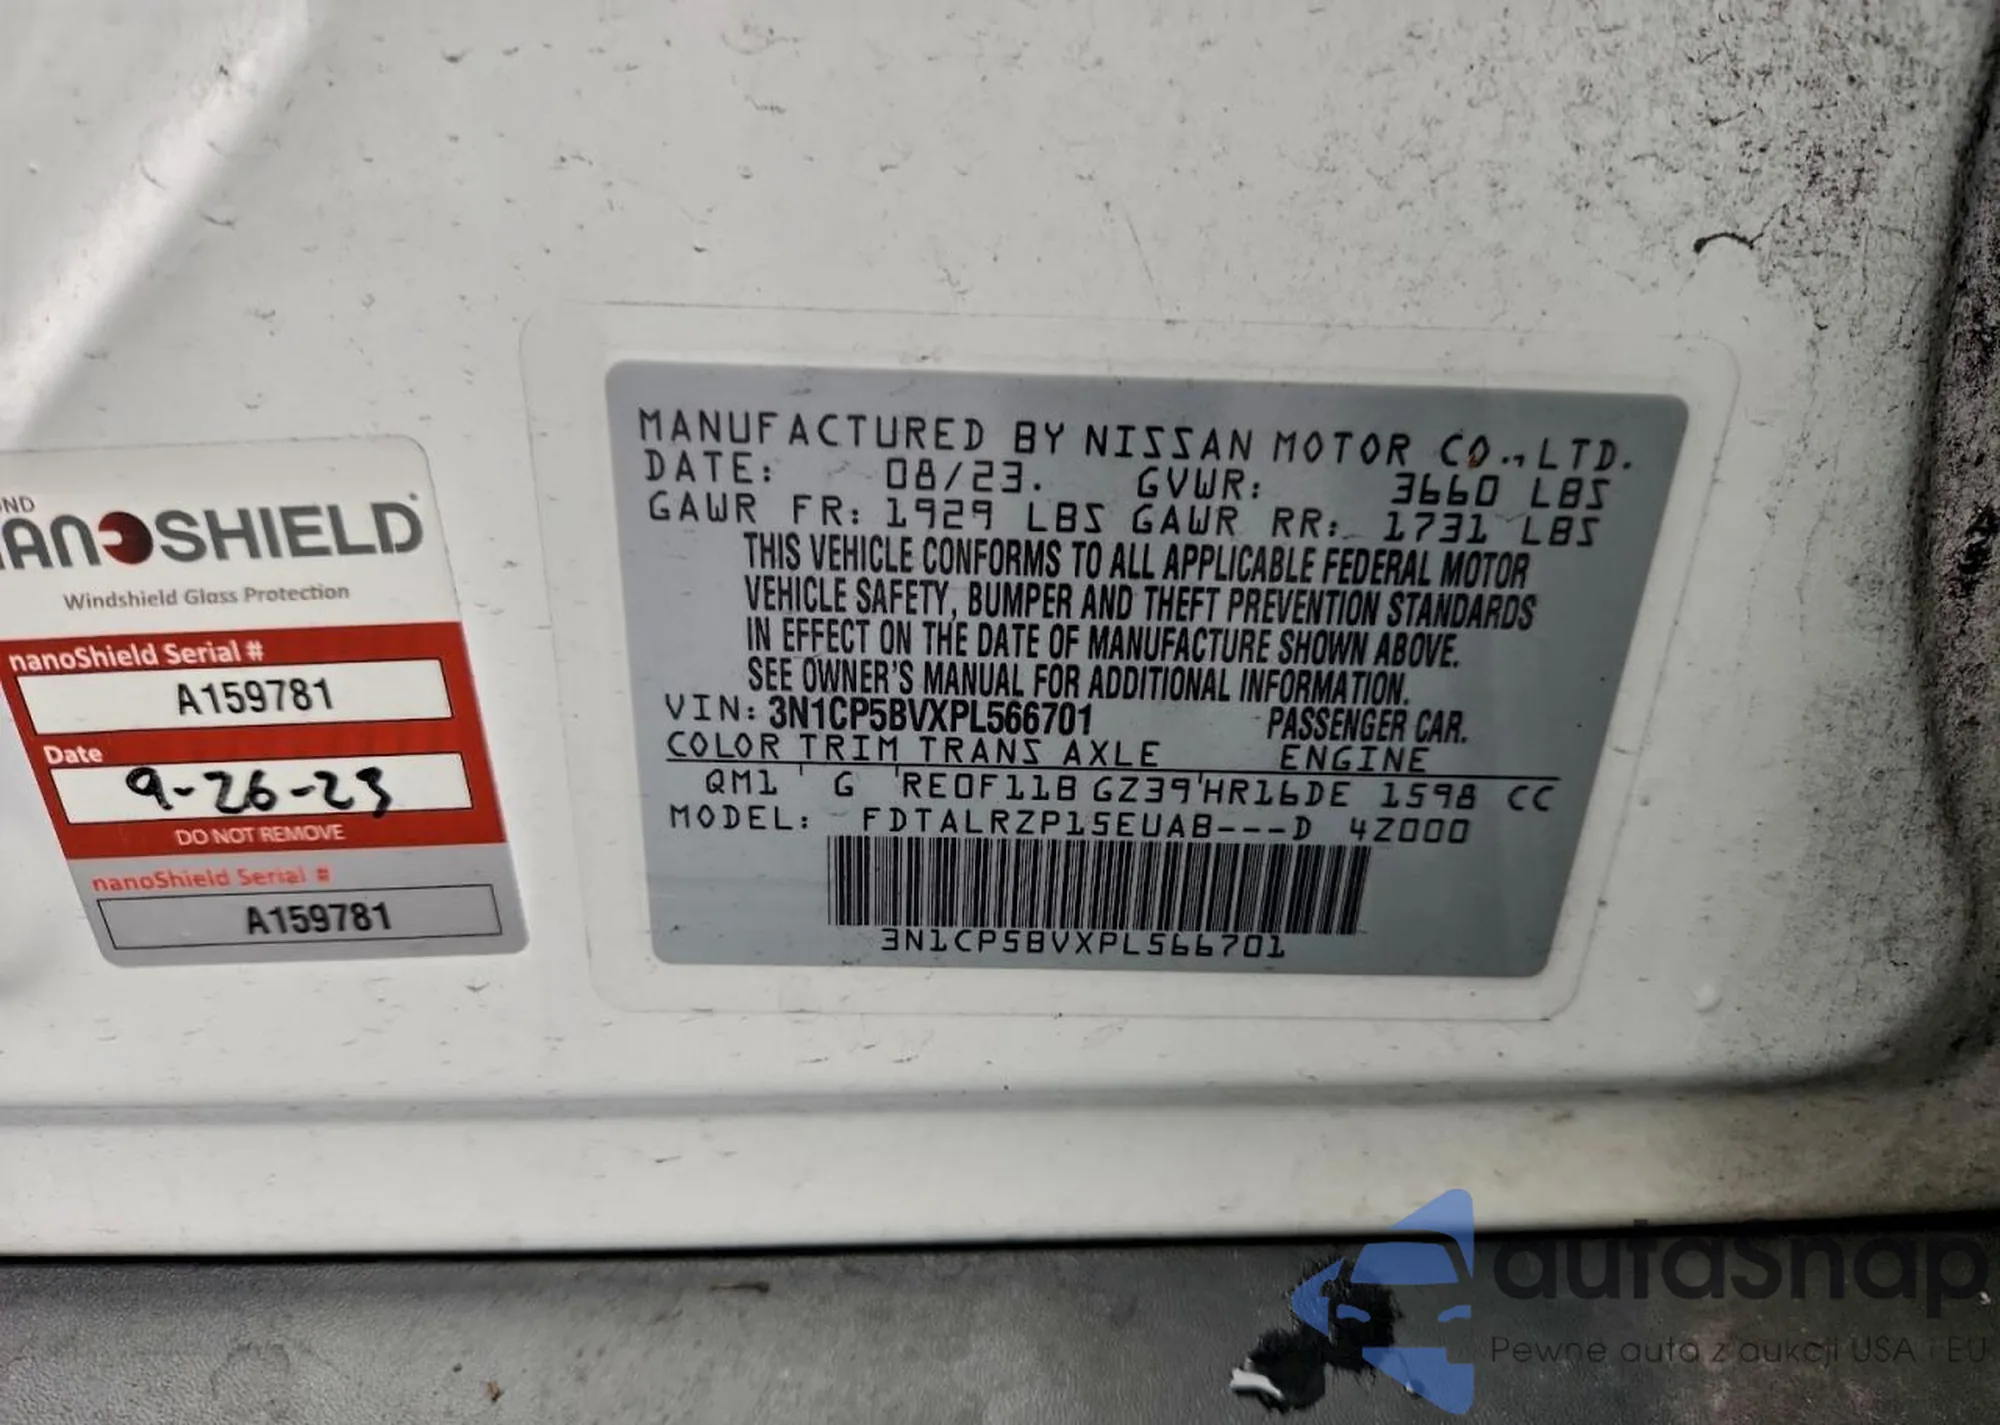 NANOSHIELD
Windshield Glass Protection
nanoShield Serial #
A159781
Date
9-26-23
DO NOT REMOVE
nanoShield Serial #
A159781
MANUFACTURED BY NISSAN MOTOR CO., LTD.
DATE: 08/23. GVWR: 3660 LBS
GAWR FR: 1929 LBS GAWR RR: 1731 LBS
THIS VEHICLE CONFORMS TO ALL APPLICABLE FEDERAL MOTOR
VEHICLE SAFETY, BUMPER AND THEFT PREVENTION STANDARDS
IN EFFECT ON THE DATE OF MANUFACTURE SHOWN ABOVE.
SEE OWNER'S MANUAL FOR ADDITIONAL INFORMATION.
VIN: 3N1CP5BVXPL566701 PASSENGER CAR.
COLOR TRIM TRANS AXLE ENGINE
QM1 ' G 'RE0F11B GZ39'HR16DE 1598 CC
MODEL: FDTALRZP15EUAB---D 4Z000
3N1CP5BVXPL566701
autaSnap
Pewne auta z aukcji USA i EU